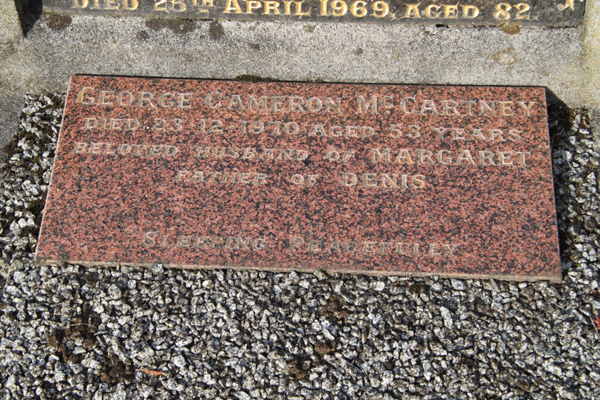 Died 25th April 1969, aged 82.
George Cameron McCartney
Died 23.12.1970 aged 53 years
Beloved husband of Margaret
Father of Denis
Sleeping Peacefully